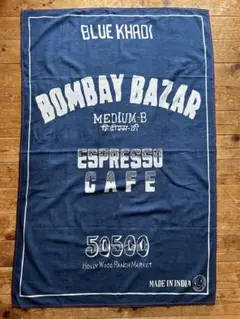 BLUE KHADI
BOMBAY BAZAR
MEDIUM-B
ESPRESSO
CAFE
50500
HOLLY WOOD RANCH MARKET
MADE IN INDIA